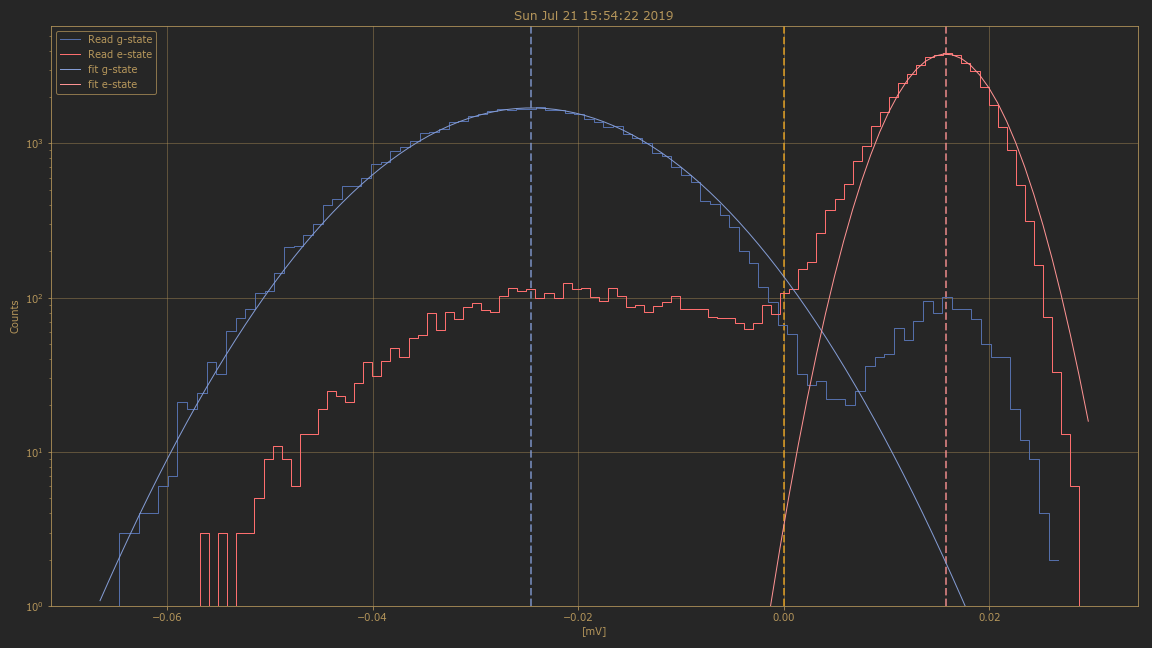 Sun Jul 21 15:54:22 2019
Read g-state
Read e-state
fit g-state
fit e-state
Counts
10³
10²
10¹
10⁰
−0.06
−0.04
−0.02
0.00
0.02
[mV]